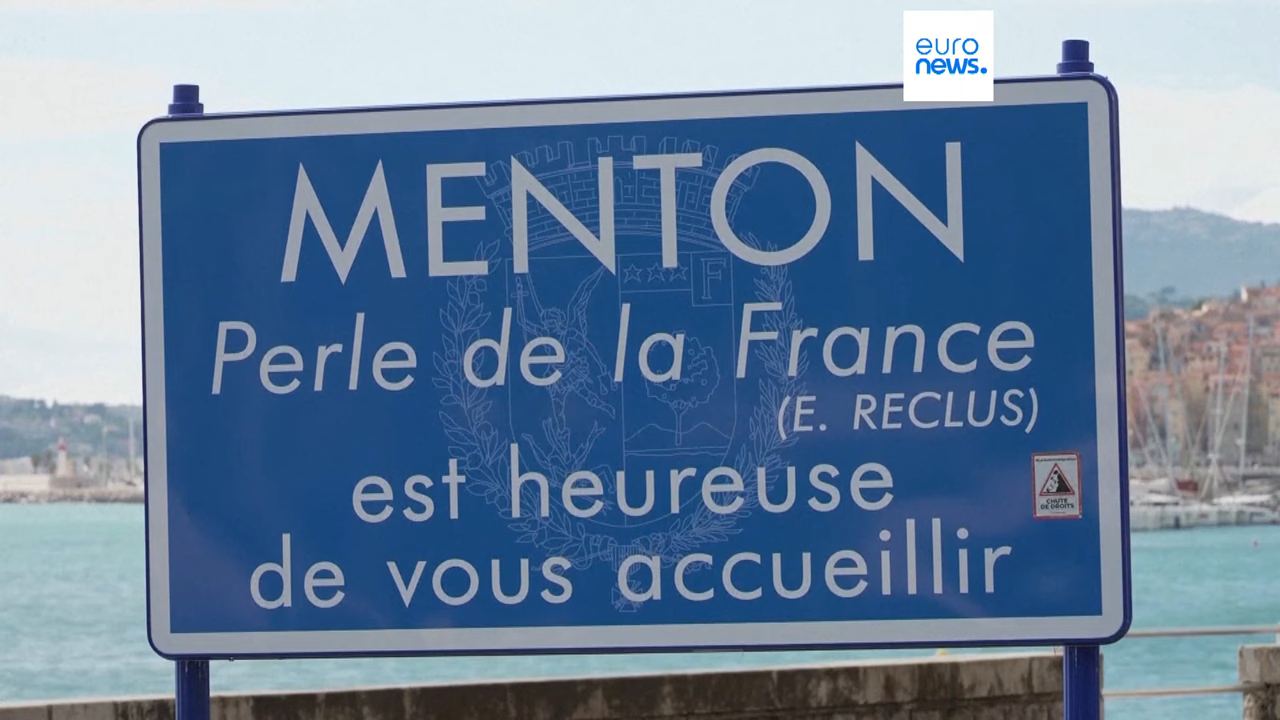 euro
news.
MENTON
F
Perle de la France
(E. RECLUS)
est heureuse
CHUTE
DE DROITS
de vous accueillir